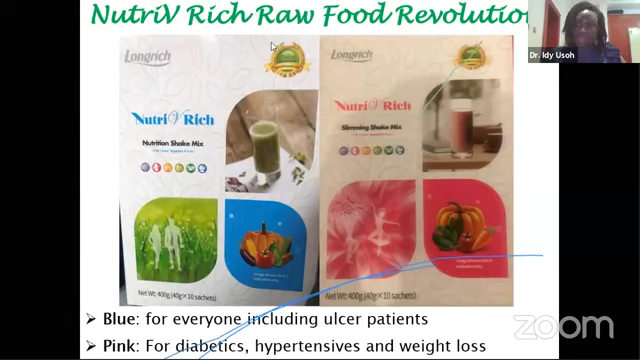 NutriV Rich Raw Food Revolution
Dr. Idy Usoh
Longrich
Longrich
Nutri V Rich
Nutri V Rich
Nutrition Shake Mix
Slimming Shake Mix
Net Wt: 400g (40g×10 sachets)
Net Wt: 400g (40g×10 sachets)
➤ Blue: for everyone including ulcer patients
➤ Pink: For diabetics, hypertensives and weight loss
zoom